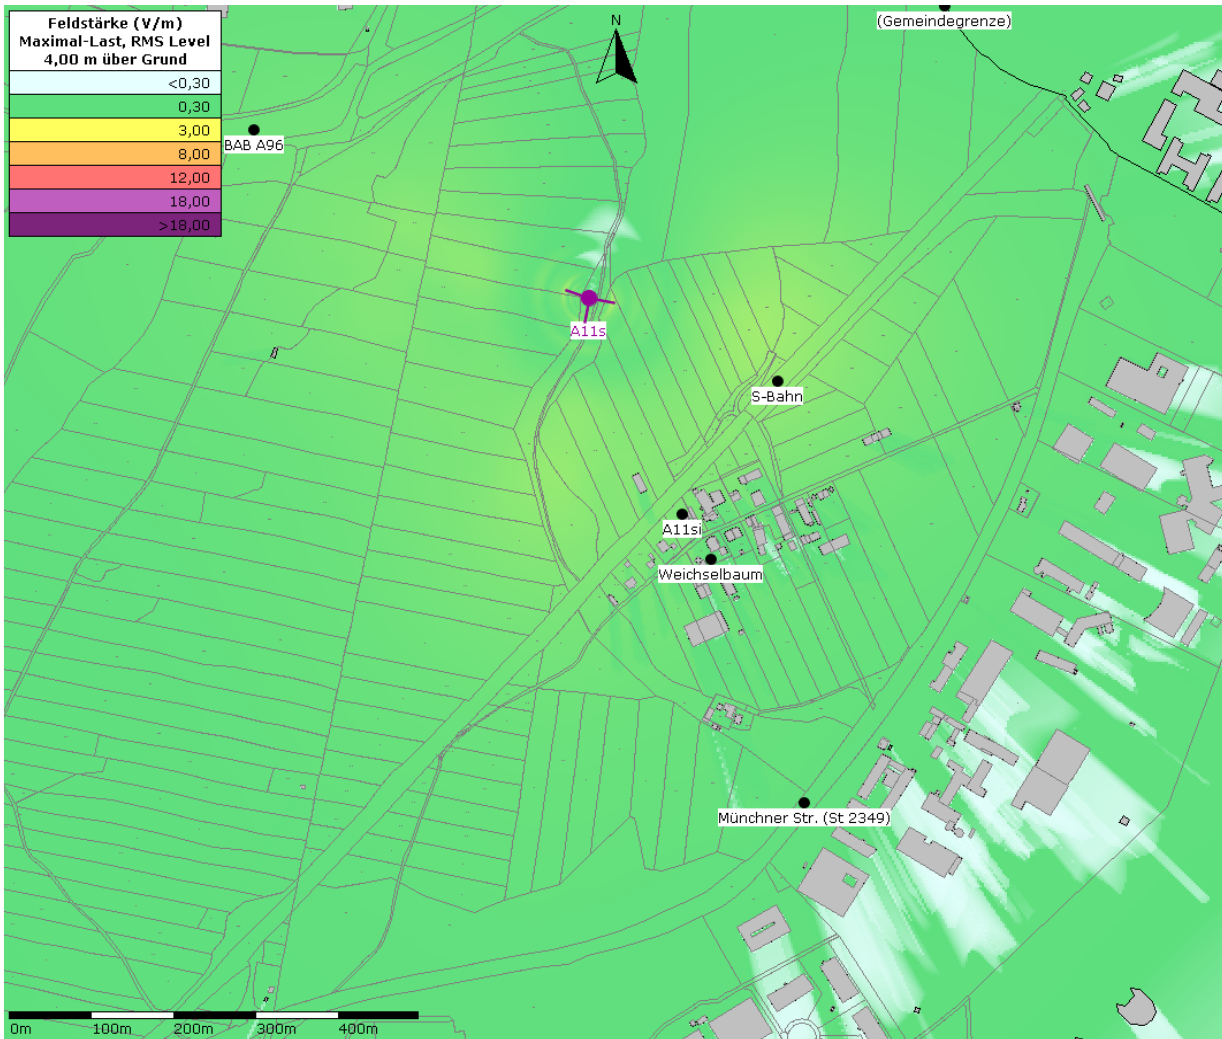 Feldstärke (V/m)
Maximal-Last, RMS Level
4,00 m über Grund
<0,30
0,30
3,00
8,00
12,00
18,00
>18,00
N
(Gemeindegrenze)
BAB A96
A11s
S-Bahn
A11si
Weichselbaum
Münchner Str. (St 2349)
0m 100m 200m 300m 400m